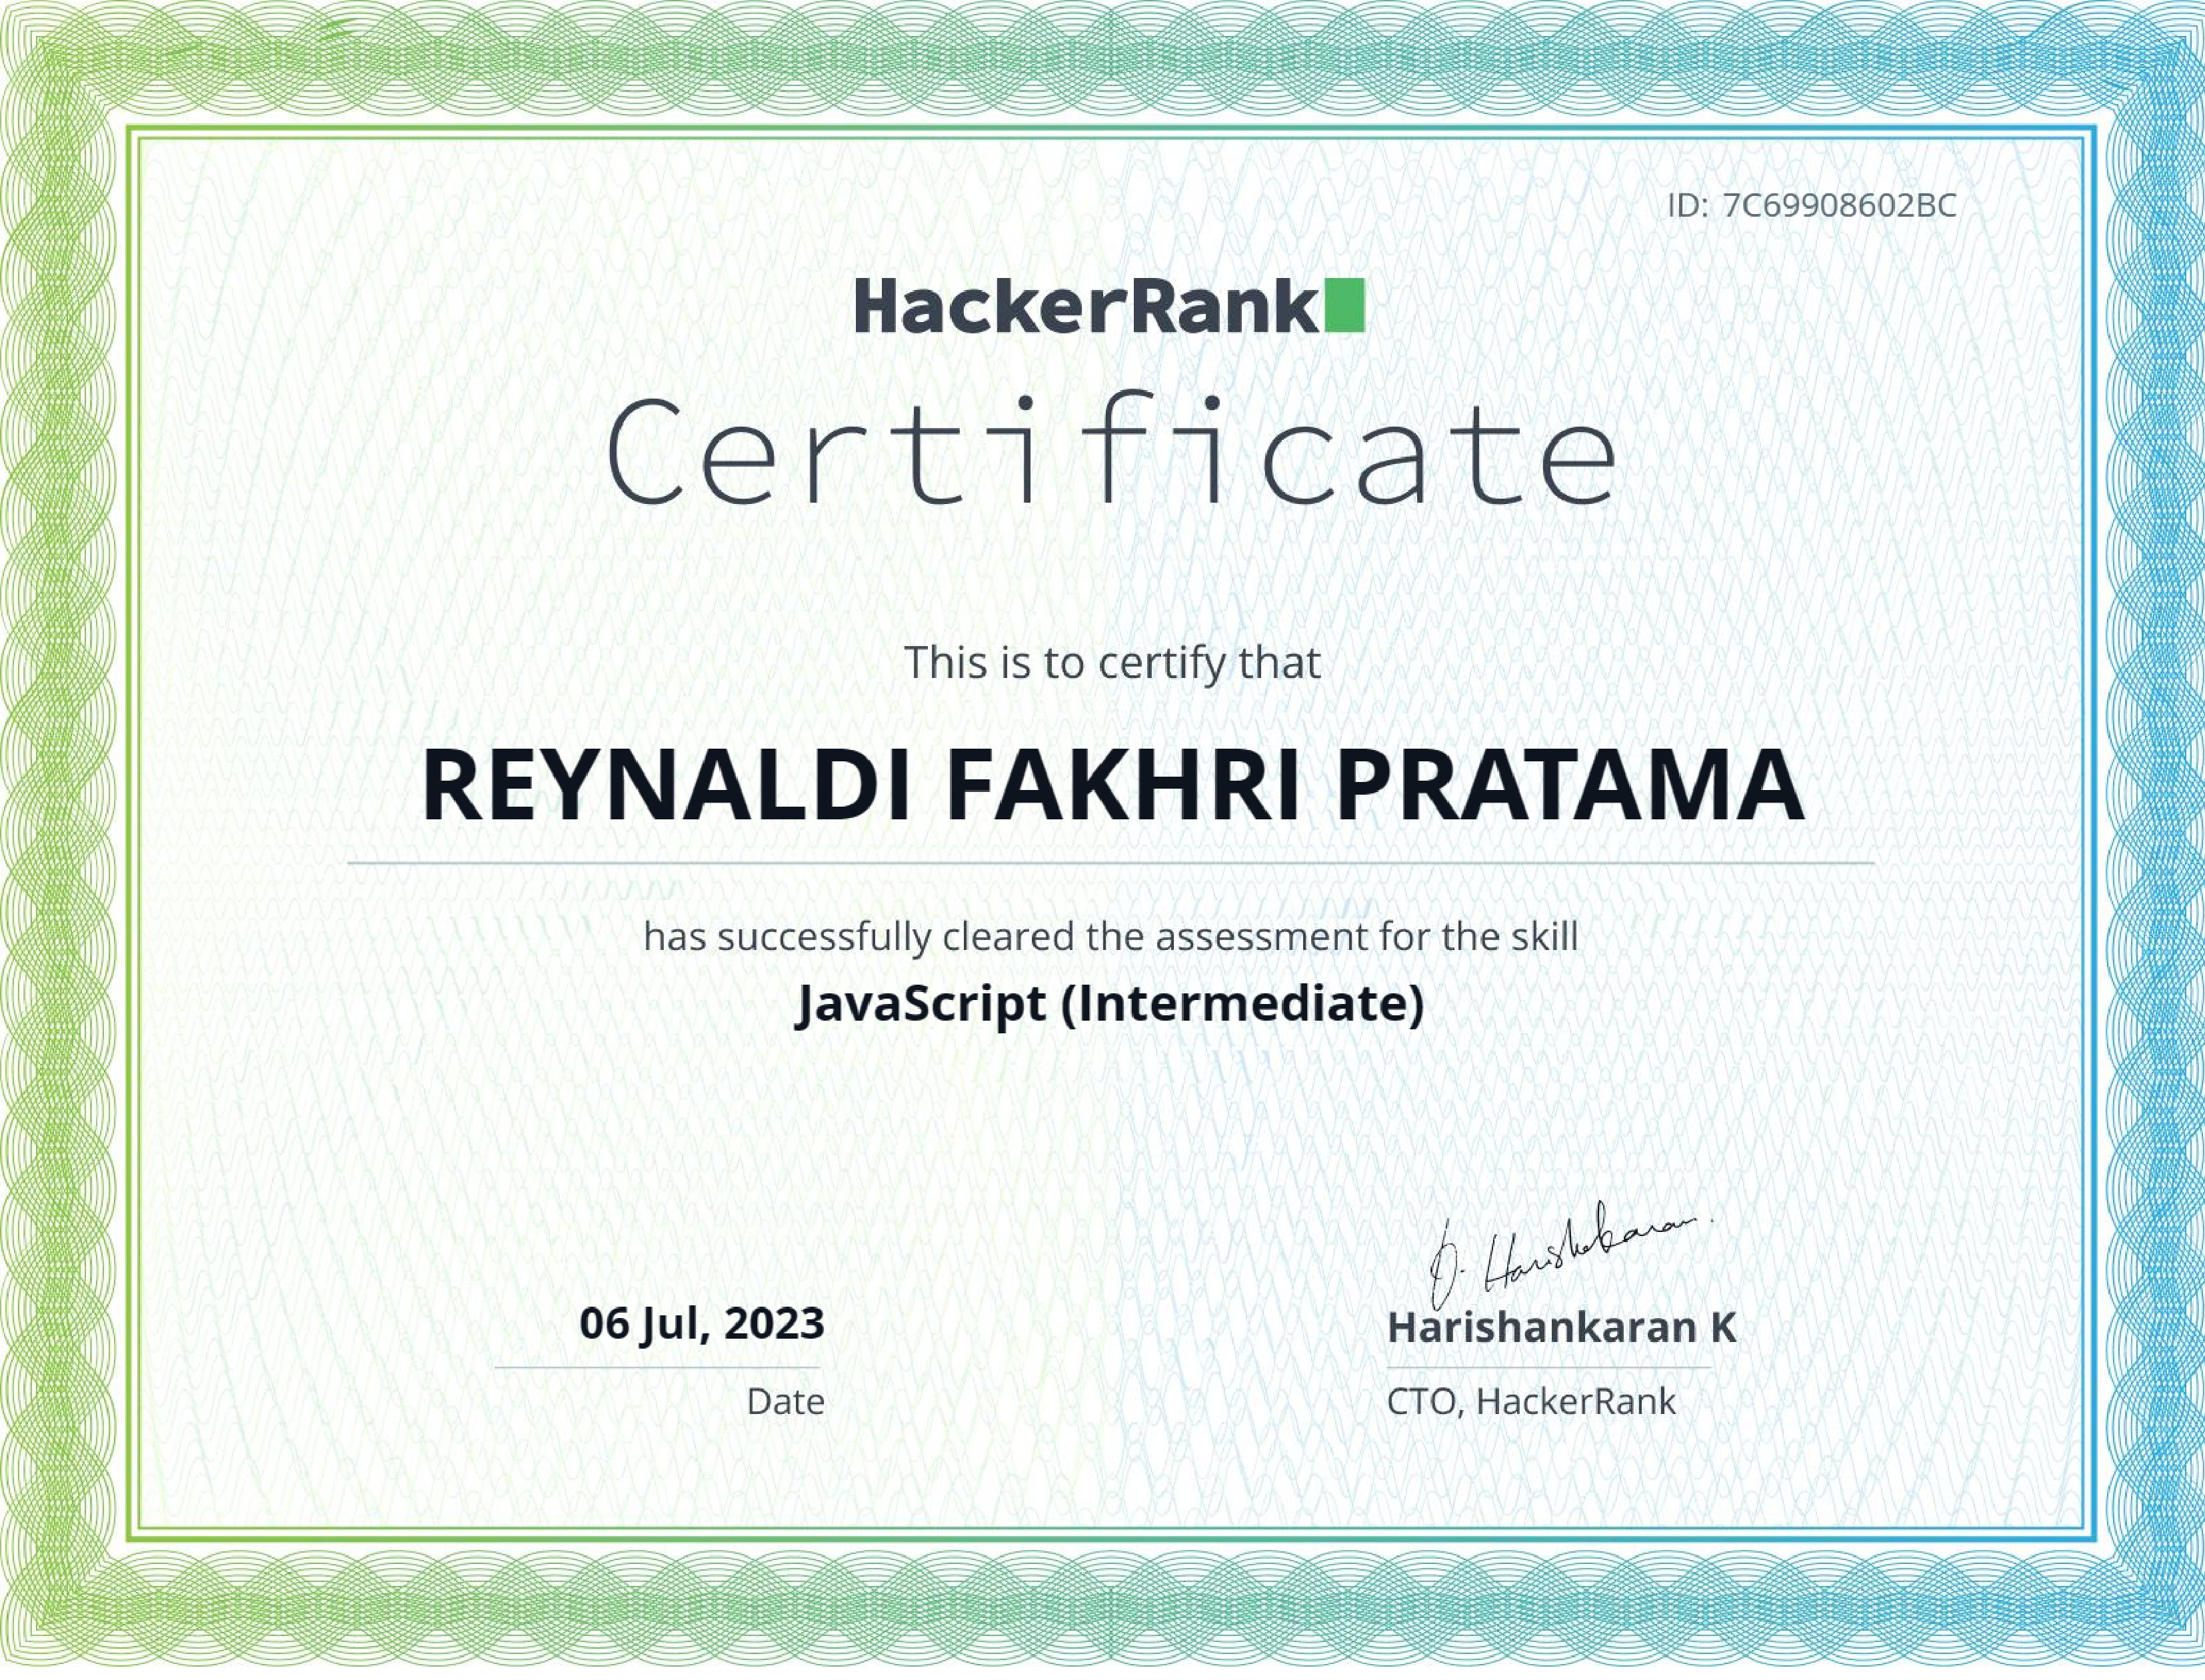 ID: 7C69908602BC
HackerRank
Certificate
This is to certify that
REYNALDI FAKHRI PRATAMA
has successfully cleared the assessment for the skill
JavaScript (Intermediate)
06 Jul, 2023
Date
Harishankaran K
CTO, HackerRank